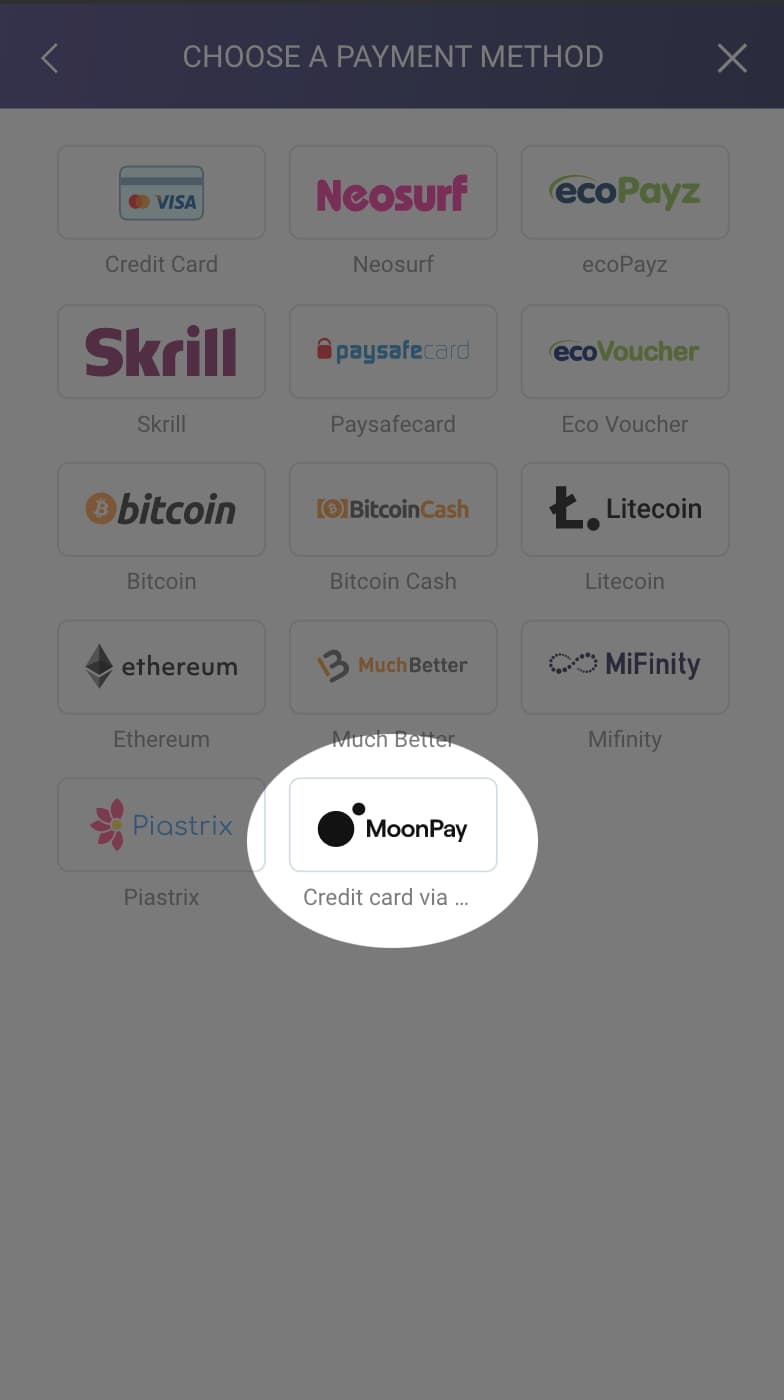 CHOOSE A PAYMENT METHOD
VISA
Neosurf
ecoPayz
Credit Card
Neosurf
ecoPayz
Skrill
paysafecard
ecoVoucher
Skrill
Paysafecard
Eco Voucher
bitcoin
BitcoinCash
Litecoin
Bitcoin
Bitcoin Cash
Litecoin
ethereum
MuchBetter
MiFinity
Ethereum
Much Better
Mifinity
Piastrix
MoonPay
Piastrix
Credit card via ...